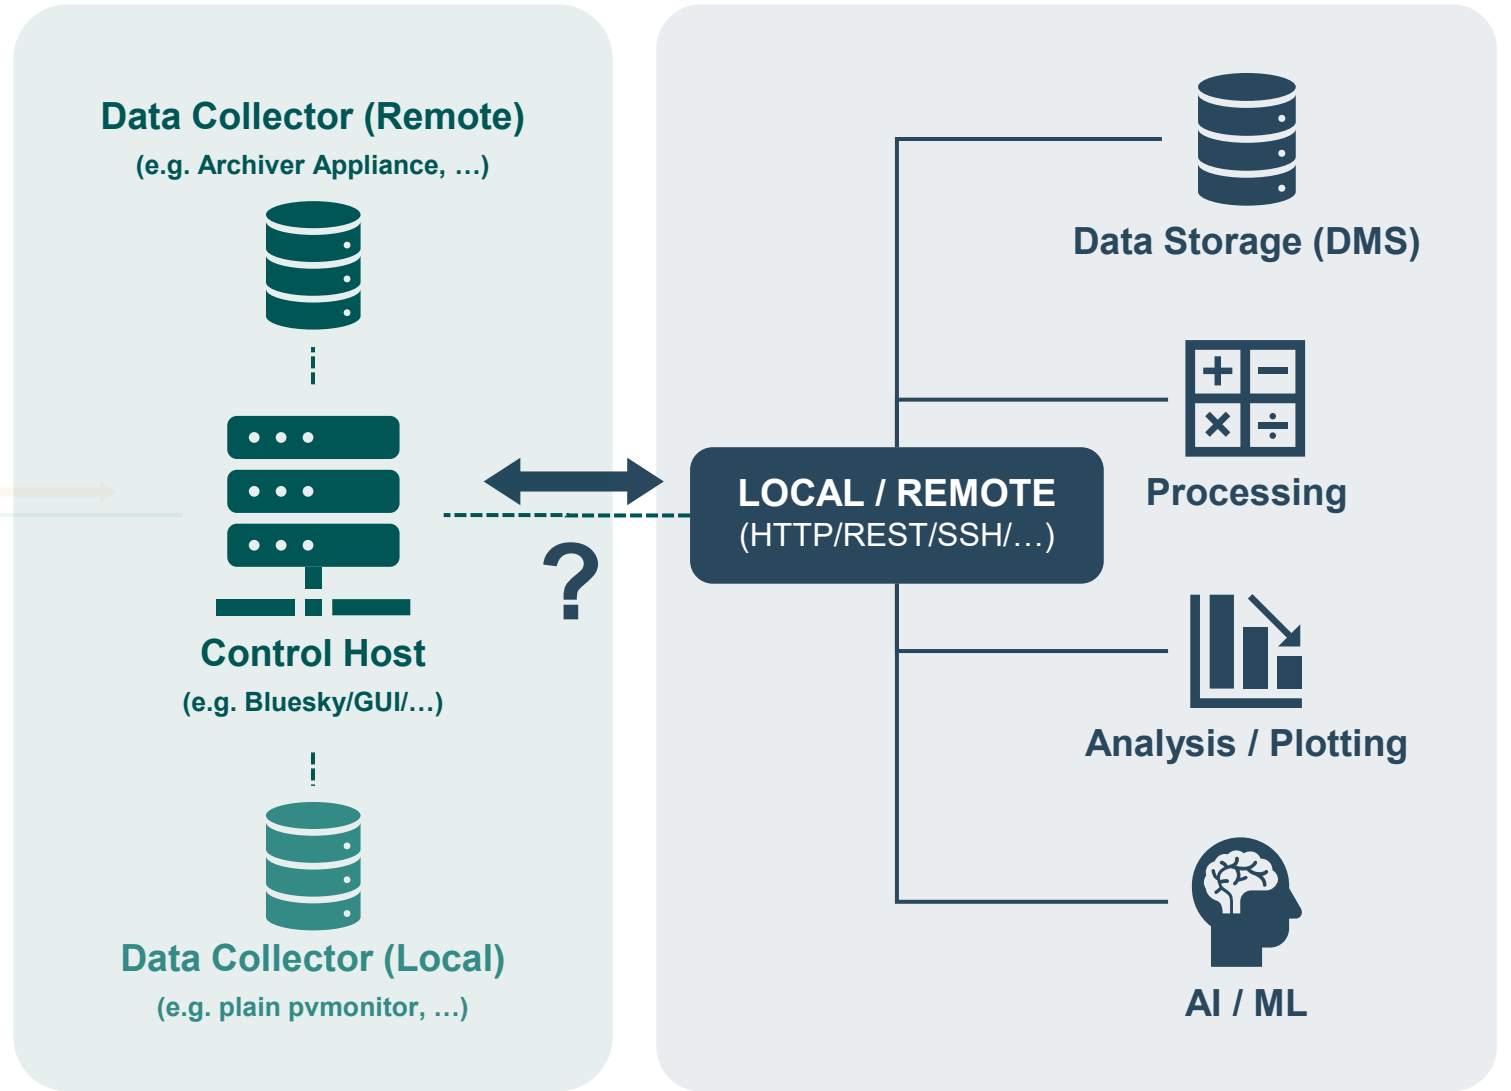 Data Collector (Remote)
(e.g. Archiver Appliance, …)
Control Host
(e.g. Bluesky/GUI/…)
Data Collector (Local)
(e.g. plain pvmonitor, …)
?
LOCAL / REMOTE
(HTTP/REST/SSH/…)
Data Storage (DMS)
Processing
Analysis / Plotting
AI / ML